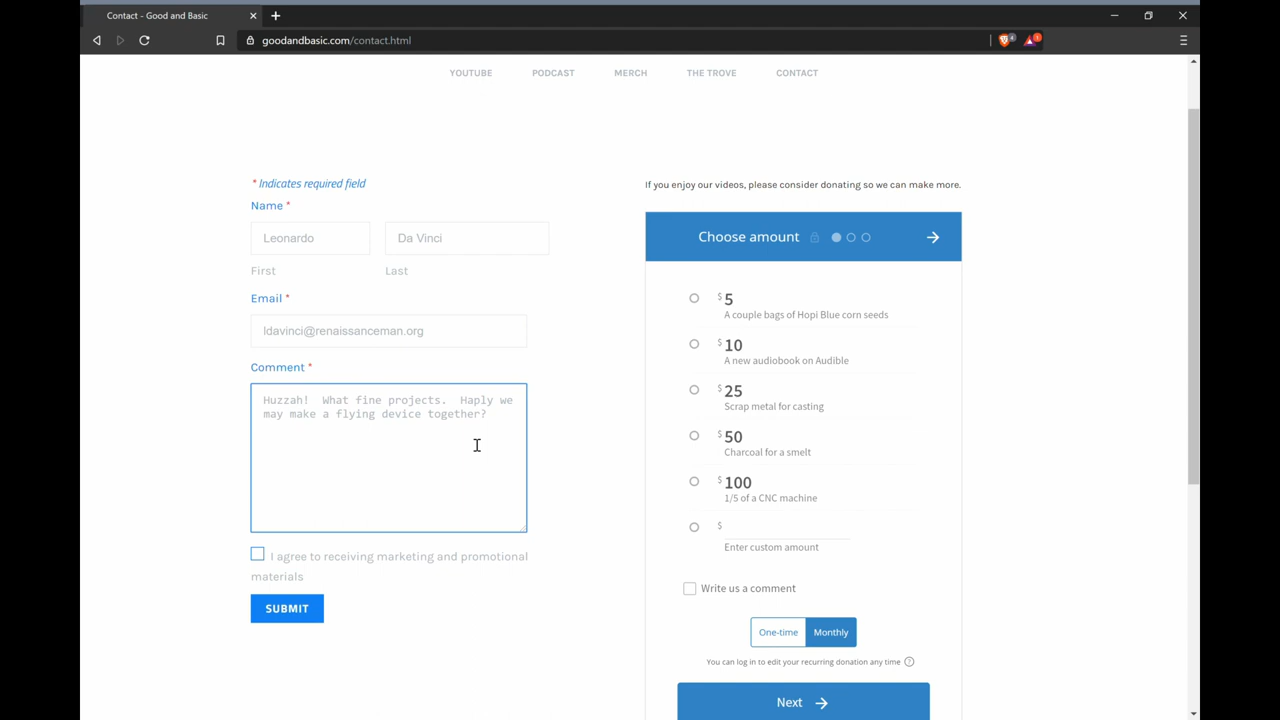 Contact - Good and Basic
goodandbasic.com/contact.html
4
1
YOUTUBE PODCAST MERCH THE TROVE CONTACT
* Indicates required field
Name *
Leonardo Da Vinci
First Last
Email *
ldavinci@renaissanceman.org
Comment *
Huzzah!  What fine projects.  Haply we
may make a flying device together?
I agree to receiving marketing and promotional
materials
SUBMIT
If you enjoy our videos, please consider donating so we can make more.
Choose amount
$ 5
A couple bags of Hopi Blue corn seeds
$ 10
A new audiobook on Audible
$ 25
Scrap metal for casting
$ 50
Charcoal for a smelt
$ 100
1/5 of a CNC machine
$
Enter custom amount
Write us a comment
One-time Monthly
You can log in to edit your recurring donation any time ?
Next